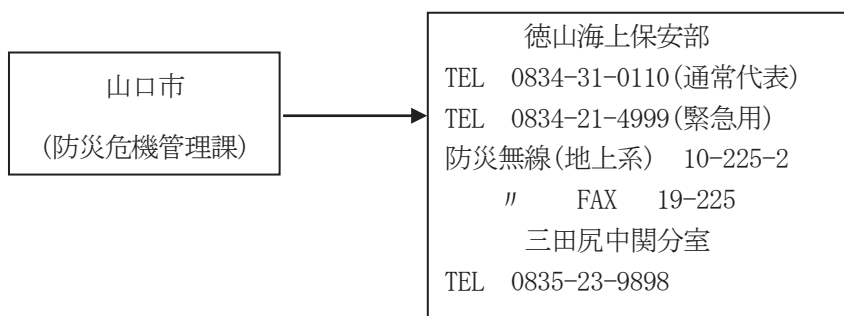 山口市
(防災危機管理課)
徳山海上保安部
TEL 0834-31-0110(通常代表)
TEL 0834-21-4999(緊急用)
防災無線(地上系) 10-225-2
〃 FAX 19-225
三田尻中関分室
TEL 0835-23-9898